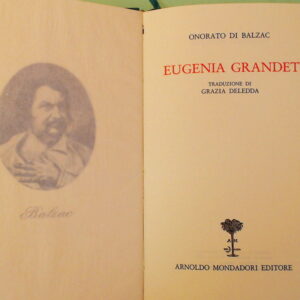 Balzac
ONORATO DI BALZAC
EUGENIA GRANDET
TRADUZIONE DI
GRAZIA DELEDDA
ARNOLDO MONDADORI EDITORE